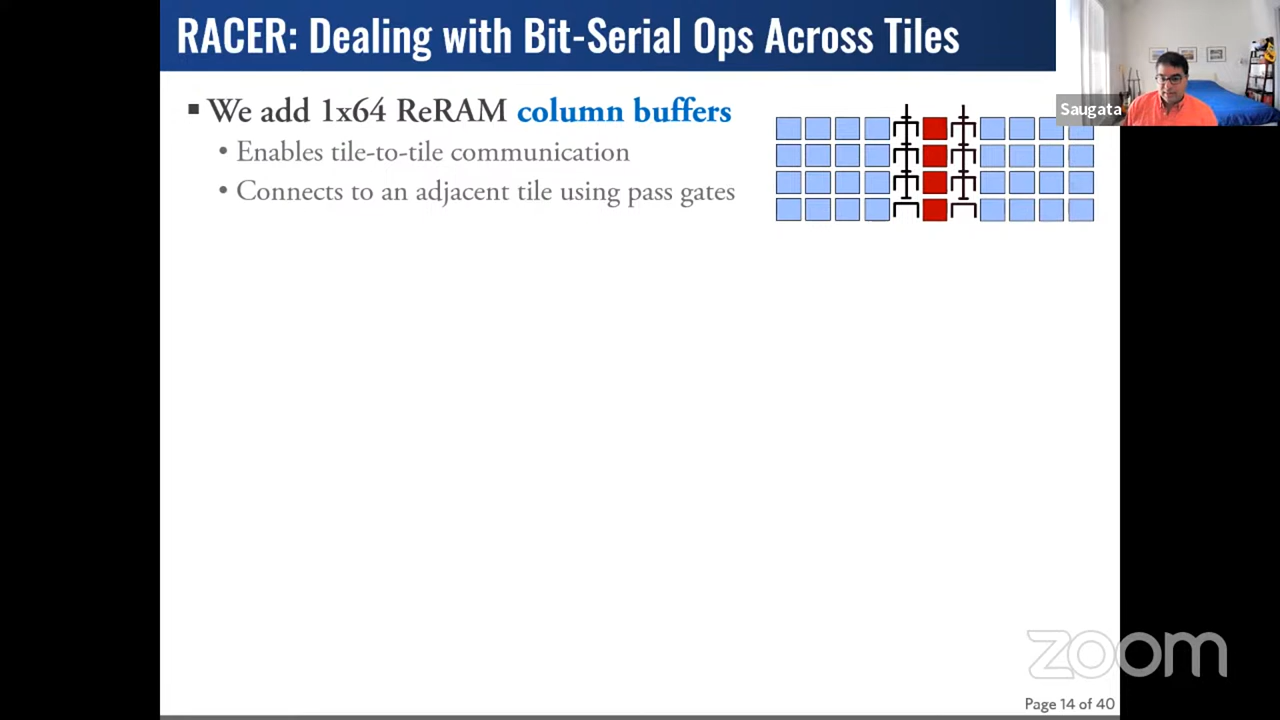 RACER: Dealing with Bit-Serial Ops Across Tiles
Saugata
▪ We add 1x64 ReRAM column buffers
• Enables tile-to-tile communication
• Connects to an adjacent tile using pass gates
zoom
Page 14 of 40